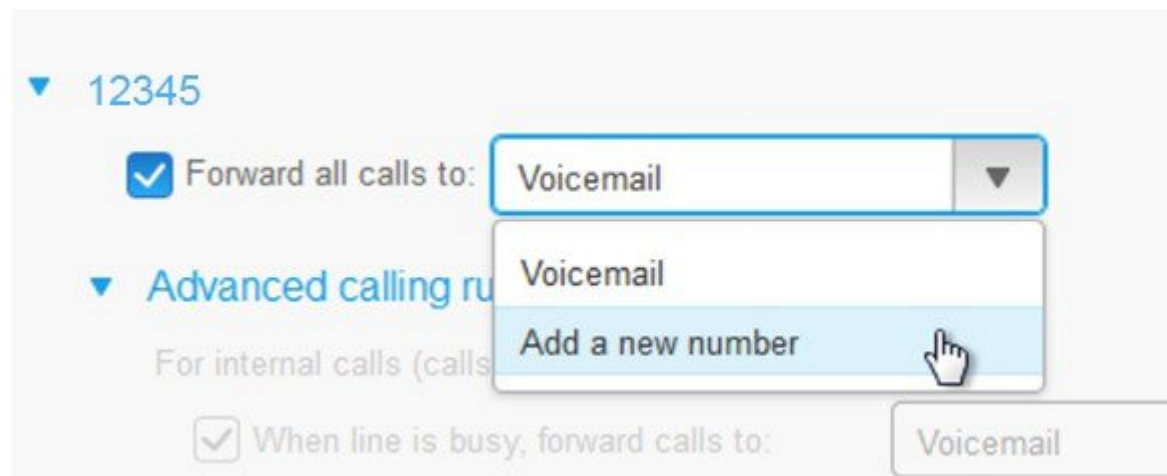 12345
Forward all calls to: Voicemail
Voicemail
Advanced calling
Add a new number
For internal calls (calls
When line is busy, forward calls to: Voicemail